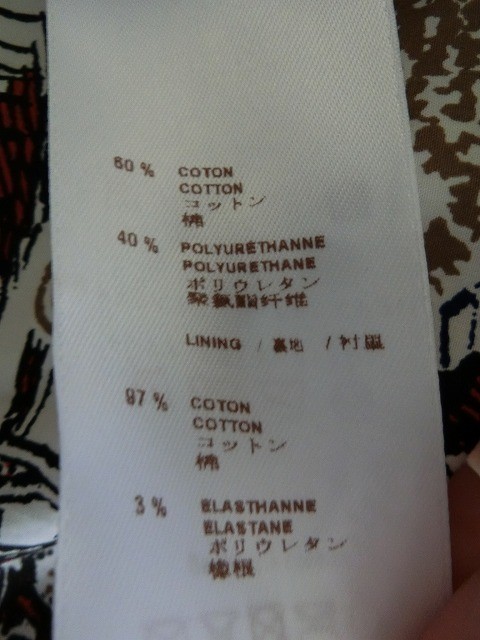 60 % COTON
COTTON
コットン
棉
40 % POLYURETHANNE
POLYURETHANE
ポリウレタン
聚氨酯纤维
LINING / 裏地 / 衬里
97 % COTON
COTTON
コットン
棉
3 % ELASTHANNE
ELASTANE
ポリウレタン